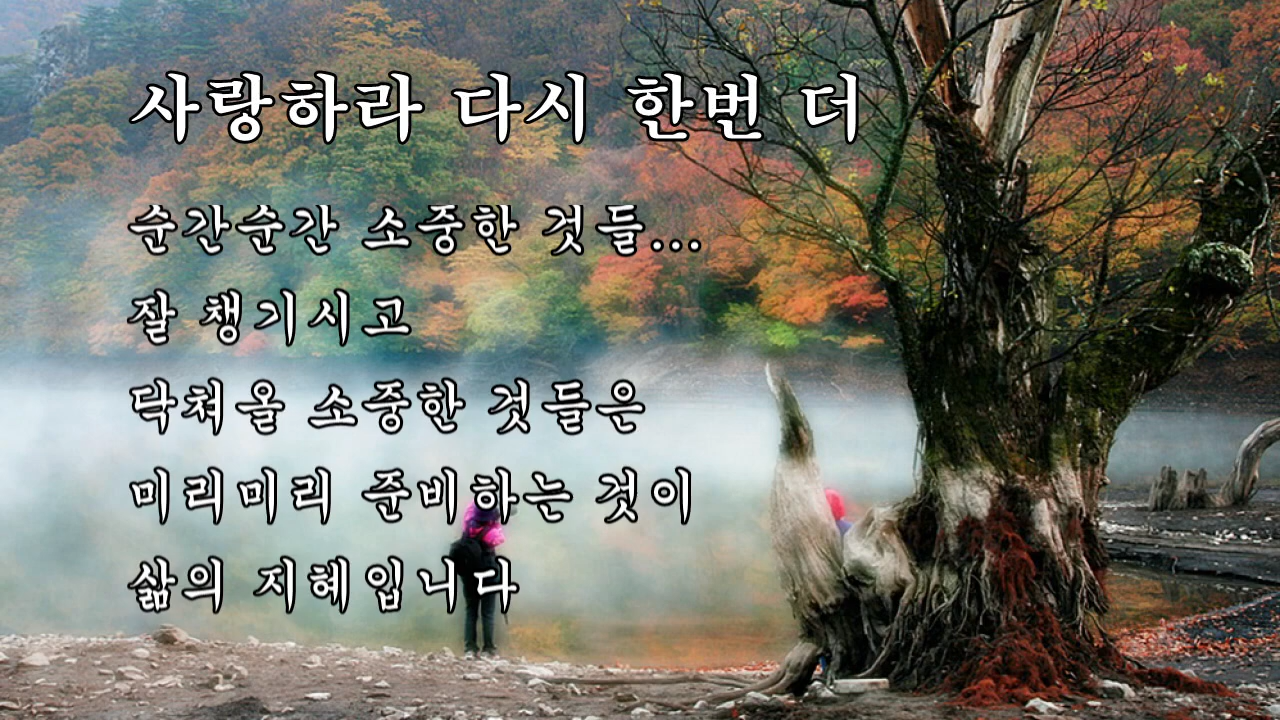 사랑하라 다시 한번 더
순간순간 소중한 것들...
잘 챙기시고
닥쳐올 소중한 것들은
미리미리 준비하는 것이
삶의 지혜입니다